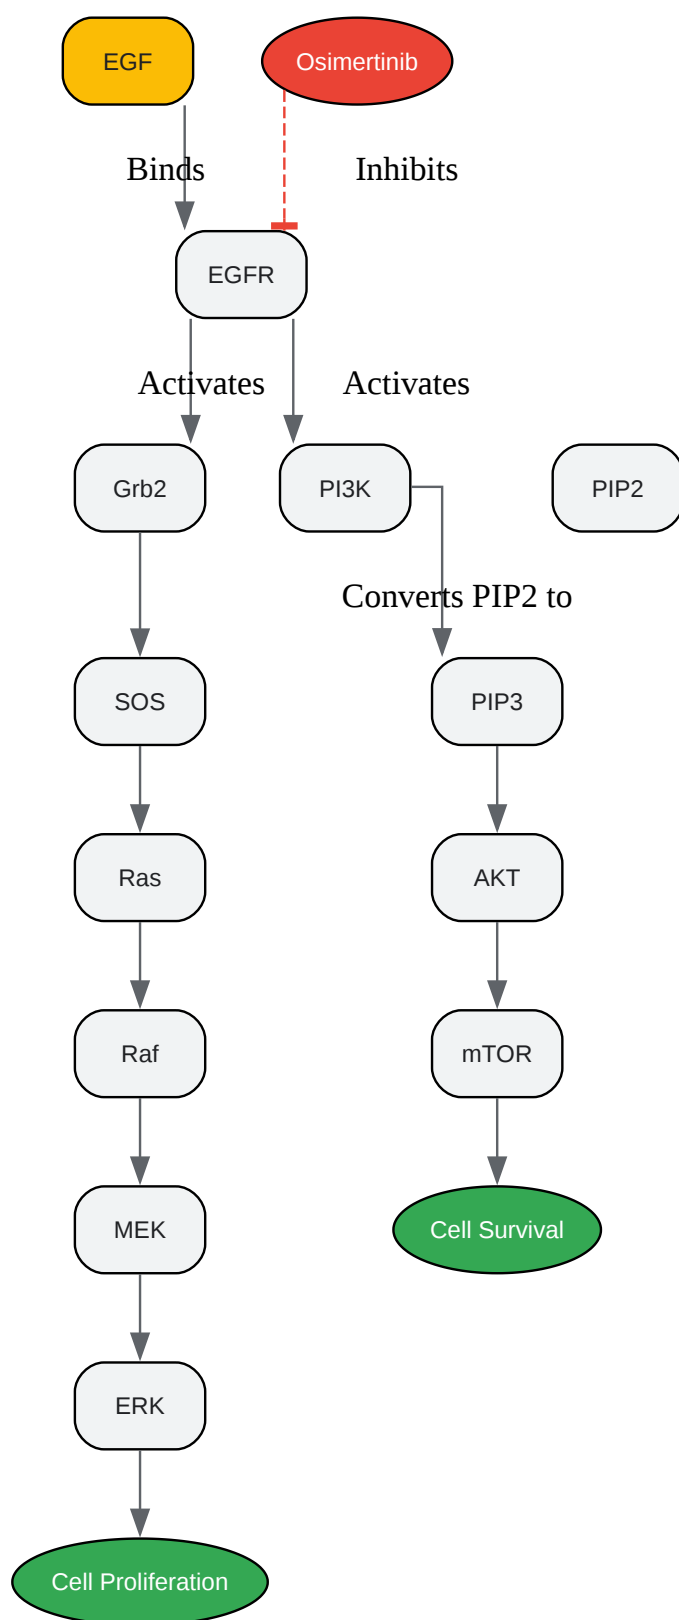 EGF
Osimertinib
Binds
Inhibits
EGFR
Activates
Activates
Grb2
PI3K
PIP2
Converts PIP2 to
SOS
PIP3
Ras
AKT
Raf
mTOR
MEK
Cell Survival
ERK
Cell Proliferation